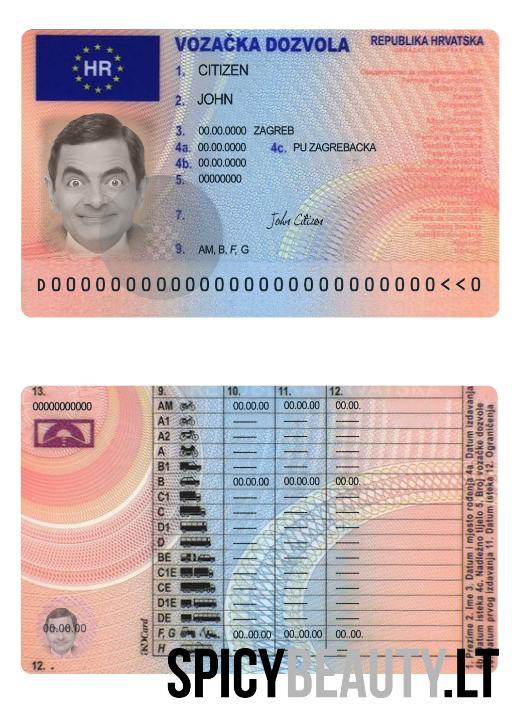 VOZAČKA DOZVOLA
REPUBLIKA HRVATSKA
HR
1. CITIZEN
2. JOHN
3. 00.00.0000 ZAGREB
4a. 00.00.0000 4c. PU ZAGREBACKA
4b. 00.00.0000
5. 00000000
7. John Citizen
9. AM, B, F, G
D00000000000000000000000000<<0
13. 9. 10. 11. 12.
00000000000
AM 00.00.00 00.00.00 00.00.
A1
A2
A
B1
B 00.00.00 00.00.00 00.00.
C1
C
D1
D
BE
C1E
CE
D1E
DE
F, G 00..00.00 00..00.00 00..00.
H
00.00.00
12.
1. Prezime 2. Ime 3. Datum i mjesto rođenja 4a. Datum izdavanja
4b. Datum isteka 4c. Nadležno tijelo 5. Broj vozačke dozvole
Datum prvog izdavanja 11. Datum isteka 12. Ograničenja
SPICYBEAUTY.LT